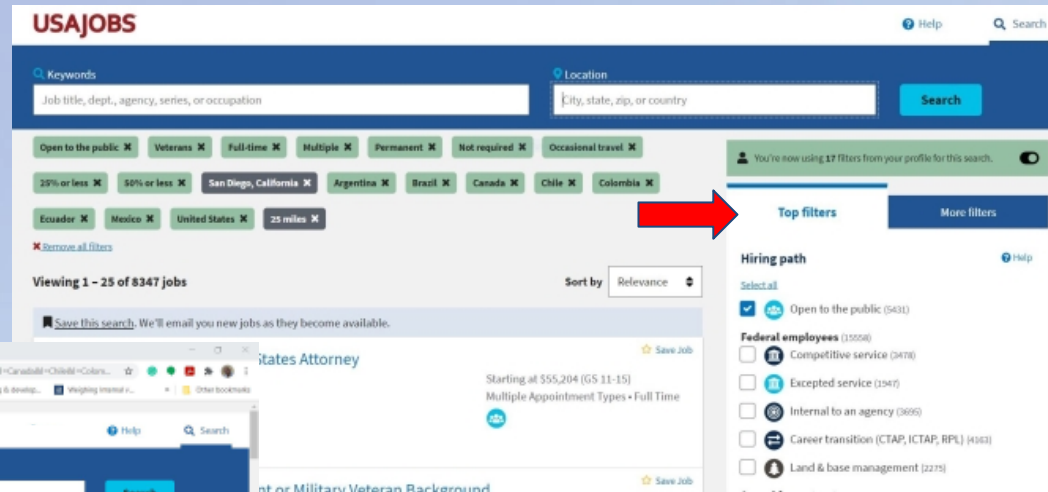 USAJOBS
Help
Search
Keywords
Location
Job title, dept., agency, series, or occupation
City, state, zip, or country
Search
Open to the public ✖ Veterans ✖ Full-time ✖ Multiple ✖ Permanent ✖ Not required ✖ Occasional travel ✖
25% or less ✖ 50% or less ✖ San Diego, California ✖ Argentina ✖ Brazil ✖ Canada ✖ Chile ✖ Colombia ✖
Ecuador ✖ Mexico ✖ United States ✖ 25 miles ✖
✖ Remove all filters
Viewing 1 – 25 of 8347 jobs
Sort by Relevance
Save this search. We'll email you new jobs as they become available.
States Attorney
Save Job
Starting at $55,204 (GS 11-15)
Multiple Appointment Types • Full Time
nt or Military Veteran Background
Save Job
You're now using 17 filters from your profile for this search.
Top filters
More filters
Hiring path
Help
Select all
Open to the public (5431)
Federal employees (15558)
Competitive service (3478)
Excepted service (1947)
Internal to an agency (3695)
Career transition (CTAP, ICTAP, RPL) (4163)
Land & base management (2275)
Other bookmarks
Help
Search